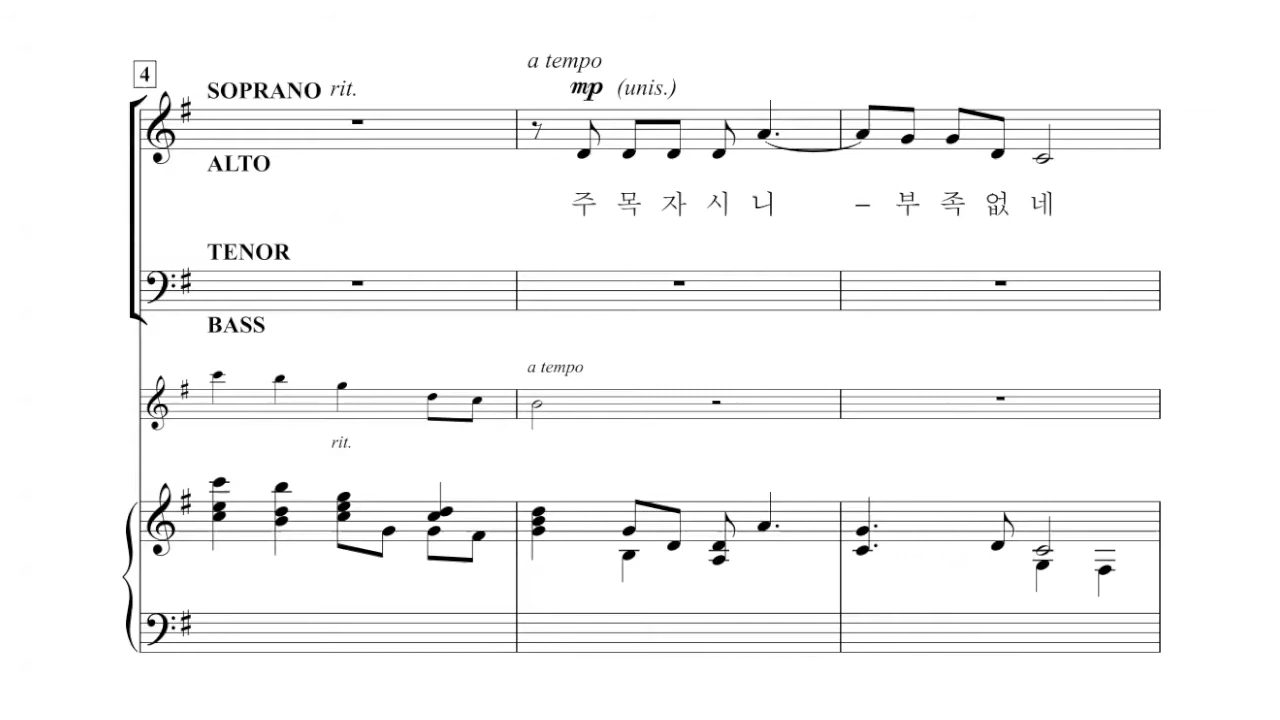 a tempo
4
SOPRANO rit. mp (unis.)
ALTO
주 목 자 시 니 – 부 족 없 네
TENOR
BASS
a tempo
rit.